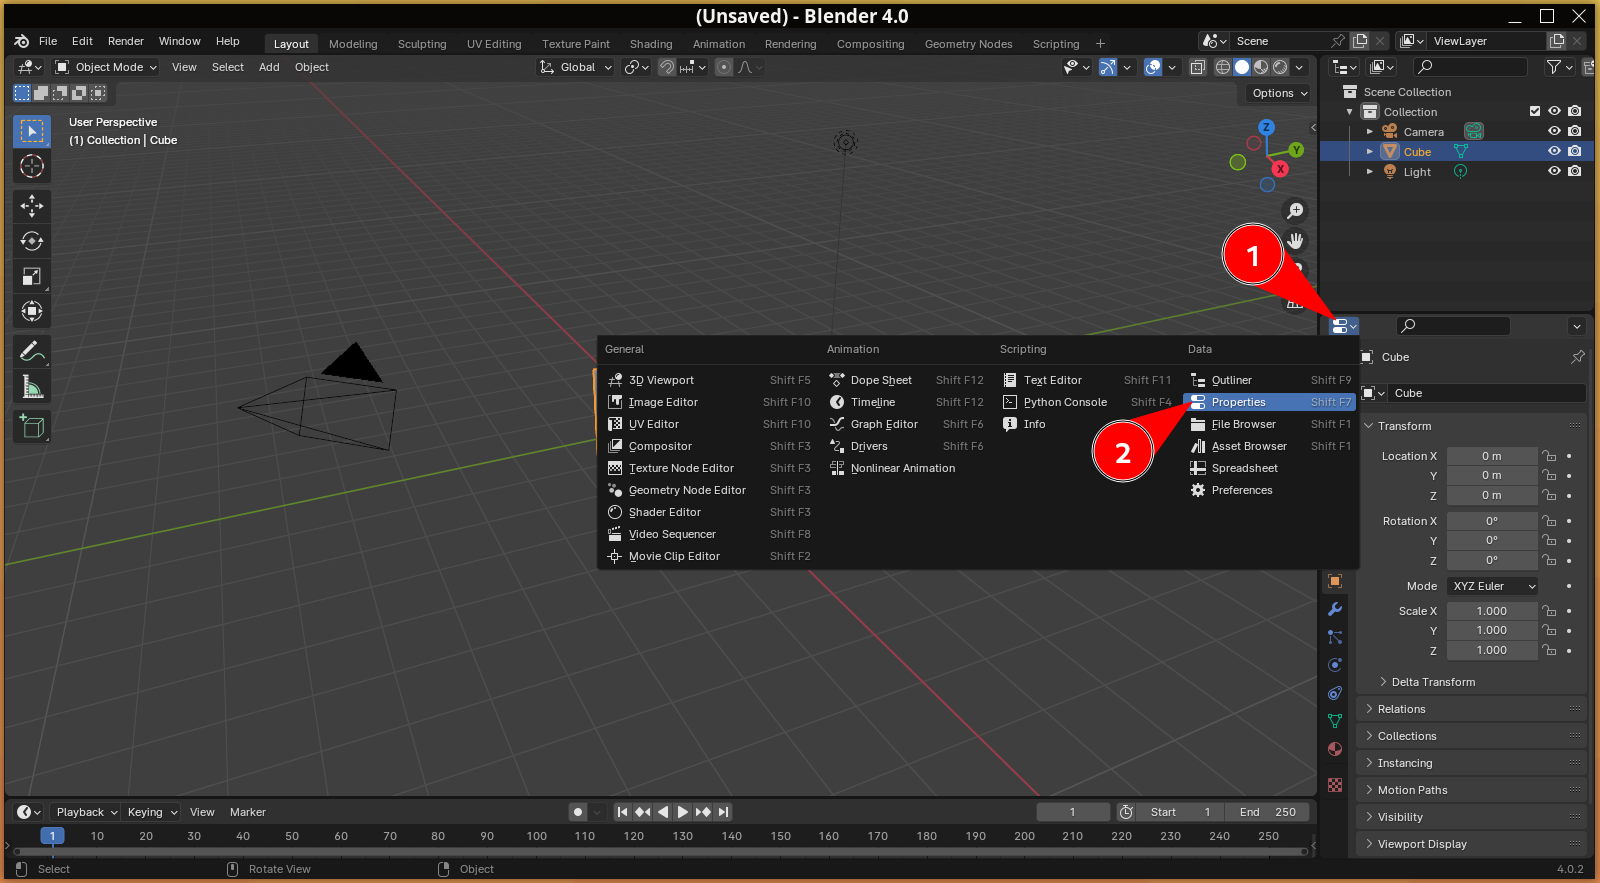 (Unsaved) - Blender 4.0
File Edit Render Window Help Layout Modeling Sculpting UV Editing Texture Paint Shading Animation Rendering Compositing Geometry Nodes Scripting + Scene ViewLayer
Object Mode View Select Add Object Global
Options
User Perspective
(1) Collection | Cube
Z
Y
X
Scene Collection
Collection
Camera
Cube
Light
1
General Animation Scripting Data
3D Viewport Shift F5 Dope Sheet Shift F12 Text Editor Shift F11 Outliner Shift F9
Image Editor Shift F10 Timeline Shift F12 Python Console Shift F4 Properties Shift F7
UV Editor Shift F10 Graph Editor Shift F6 Info File Browser Shift F1
Compositor Shift F3 Drivers Shift F6 Asset Browser Shift F1
Texture Node Editor Shift F3 Nonlinear Animation Spreadsheet
Geometry Node Editor Shift F3 Preferences
Shader Editor Shift F3
Video Sequencer Shift F8
Movie Clip Editor Shift F2
2
Cube
Cube
Transform
Location X 0 m
Y 0 m
Z 0 m
Rotation X 0°
Y 0°
Z 0°
Mode XYZ Euler
Scale X 1.000
Y 1.000
Z 1.000
Delta Transform
Relations
Collections
Instancing
Motion Paths
Visibility
Viewport Display
Playback Keying View Marker 1 Start 1 End 250
1 10 20 30 40 50 60 70 80 90 100 110 120 130 140 150 160 170 180 190 200 210 220 230 240 250
Select Rotate View Object 4.0.2